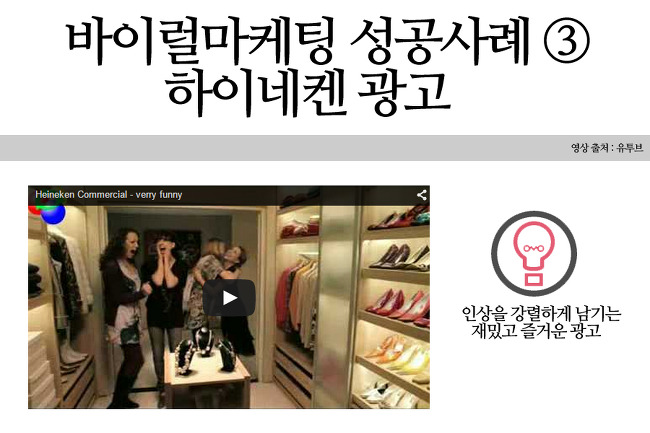 바이럴마케팅 성공사례 ③
하이네켄 광고
영상 출처 : 유투브
Heineken Commercial - verry funny
인상을 강렬하게 남기는
재밌고 즐거운 광고